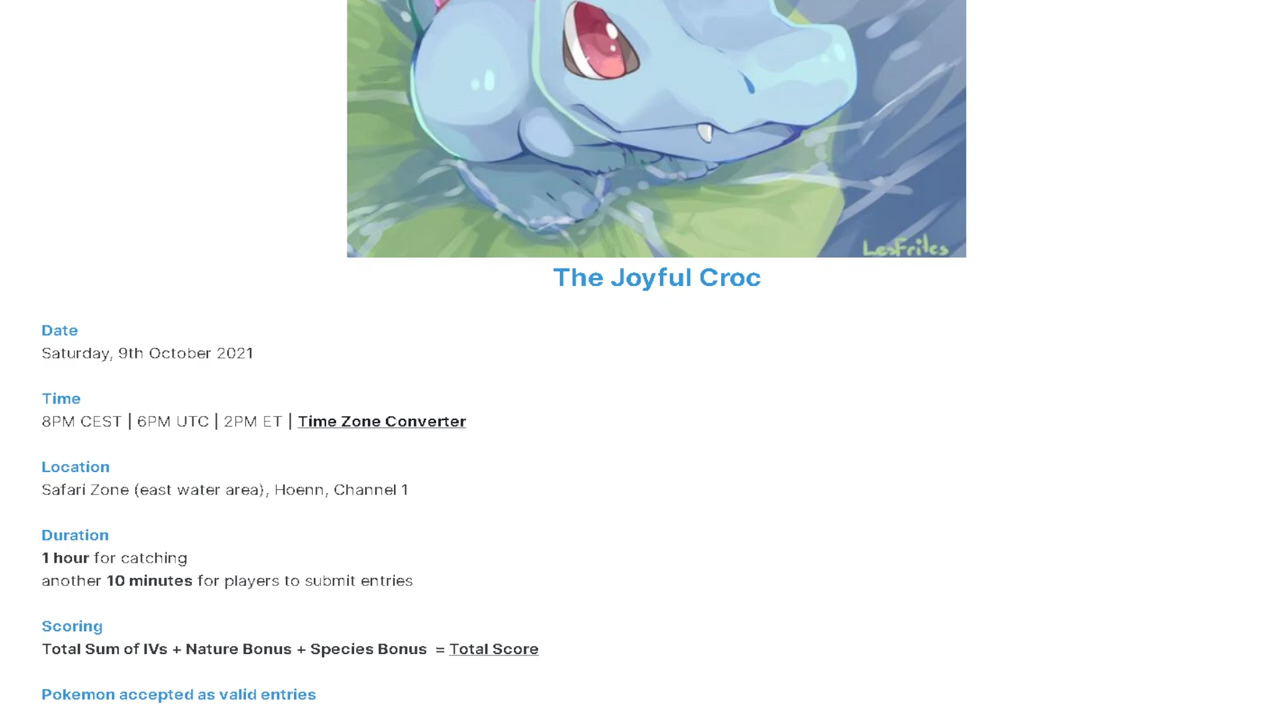 LesFrites
The Joyful Croc
Date
Saturday, 9th October 2021
Time
8PM CEST | 6PM UTC | 2PM ET | Time Zone Converter
Location
Safari Zone (east water area), Hoenn, Channel 1
Duration
1 hour for catching
another 10 minutes for players to submit entries
Scoring
Total Sum of IVs + Nature Bonus + Species Bonus = Total Score
Pokemon accepted as valid entries